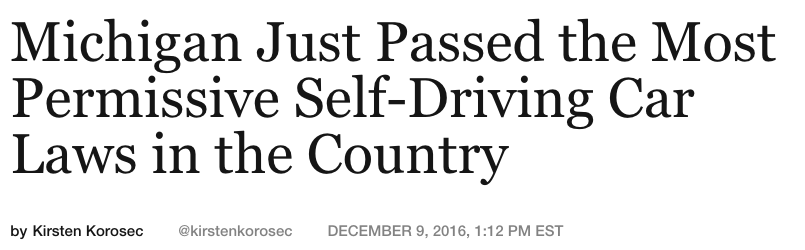 Michigan Just Passed the Most
Permissive Self-Driving Car
Laws in the Country
by Kirsten Korosec @kirstenkorosec DECEMBER 9, 2016, 1:12 PM EST